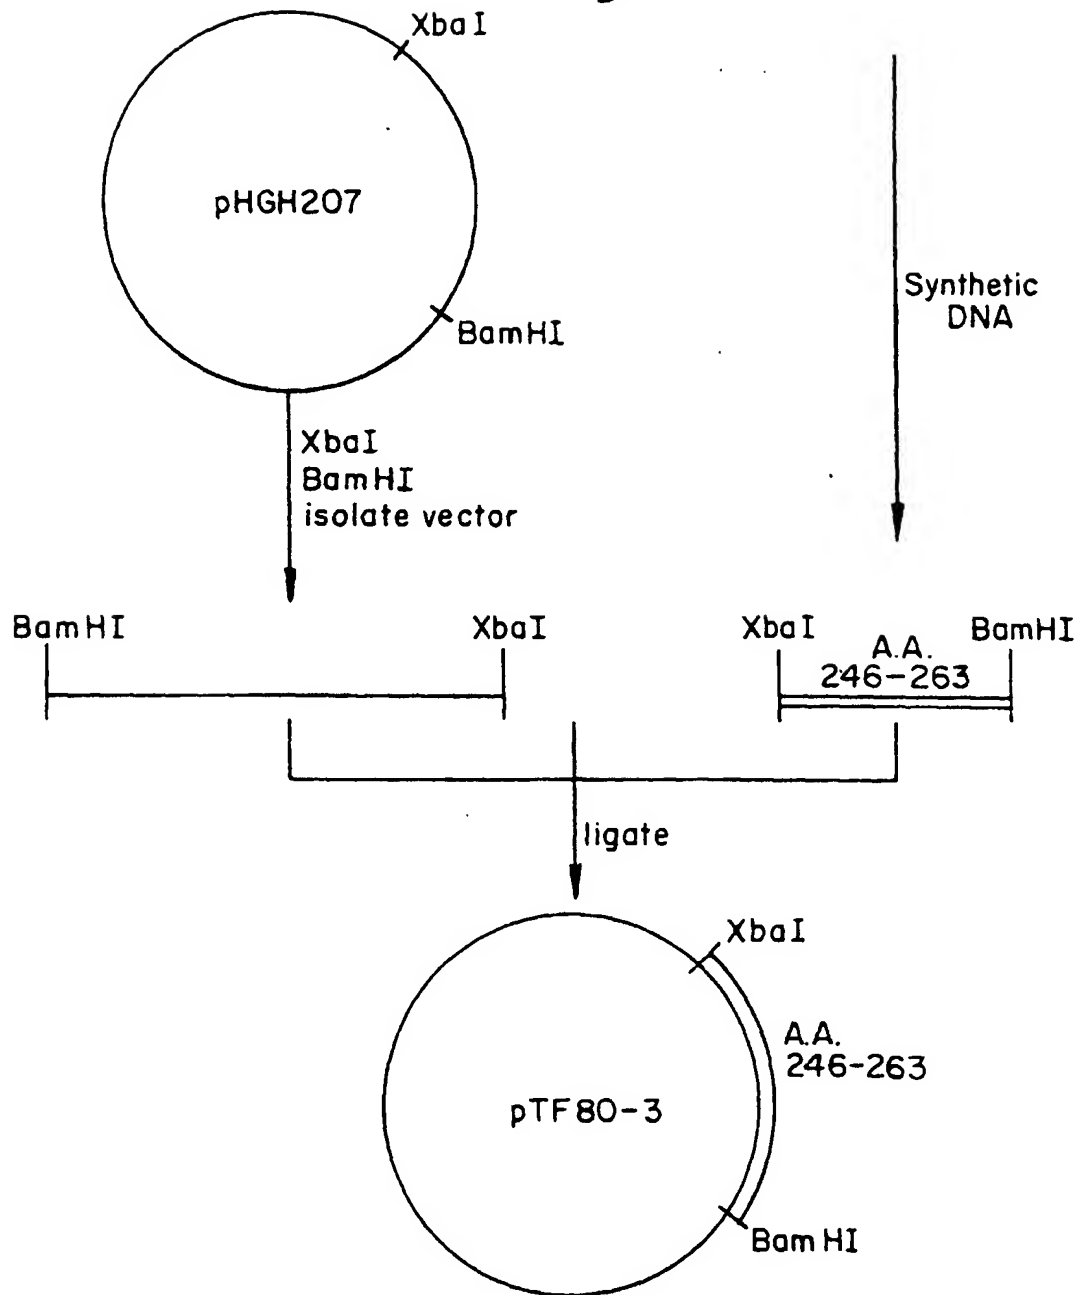 XbaI
pHGH207
BamHI
Synthetic
DNA
XbaI
BamHI
isolate vector
BamHI
XbaI
XbaI
BamHI
A.A.
246-263
ligate
XbaI
A.A.
246-263
pTF80-3
BamHI